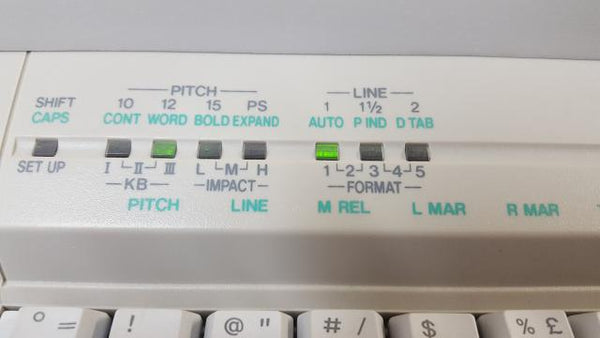 PITCH LINE
SHIFT 10 12 15 PS 1 1½ 2
CAPS CONT WORD BOLD EXPAND AUTO P IND D TAB
SET UP I II III L M H 1 2 3 4 5
KB IMPACT FORMAT
PITCH LINE M REL L MAR R MAR
° = ! @ " # / $ % £